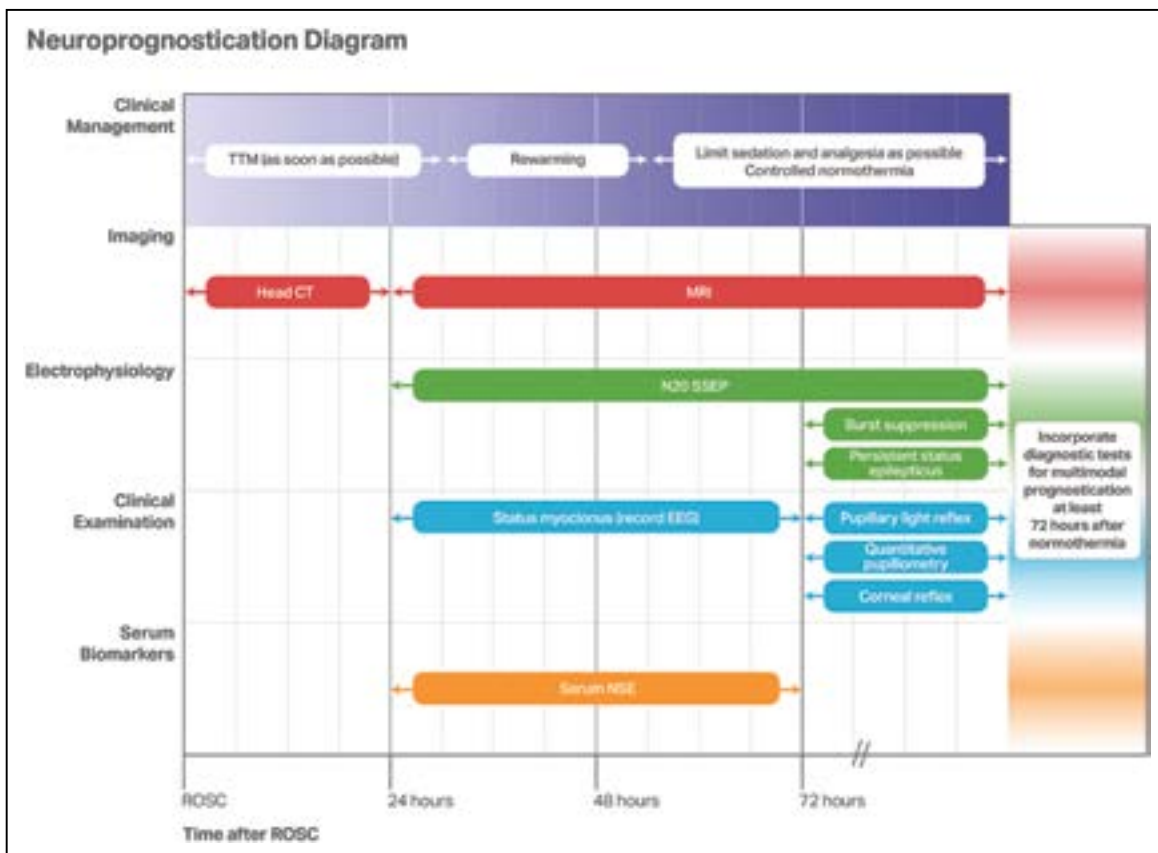 Neuroprognostication Diagram
Clinical
Management
TTM (as soon as possible)
Rewarming
Limit sedation and analgesia as possible
Controlled normothermia
Imaging
Head CT
MRI
Electrophysiology
N20 SSEP
Burst suppression
Persistent status
epilepticus
Clinical
Examination
Status myoclonus (record EEG)
Pupillary light reflex
Quantitative
pupillometry
Corneal reflex
Serum
Biomarkers
Serum NSE
Incorporate
diagnostic tests
for multimodal
prognostication
at least
72 hours after
normothermia
ROSC
24 hours
48 hours
72 hours
Time after ROSC